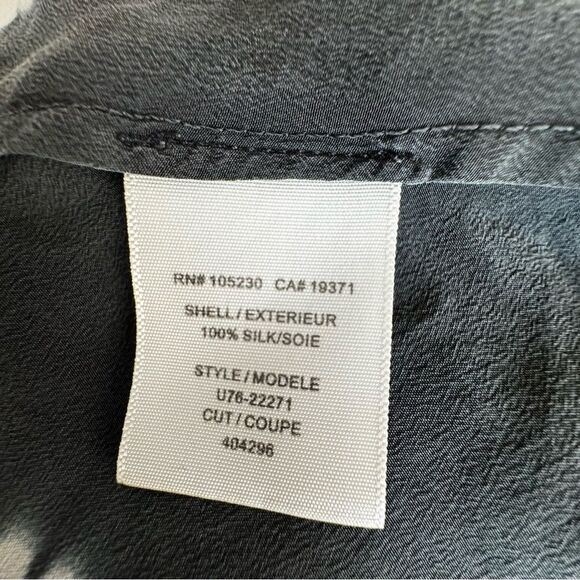 RN# 105230 CA# 19371
SHELL / EXTERIEUR
100% SILK/SOIE
STYLE / MODELE
U76-22271
CUT / COUPE
404296